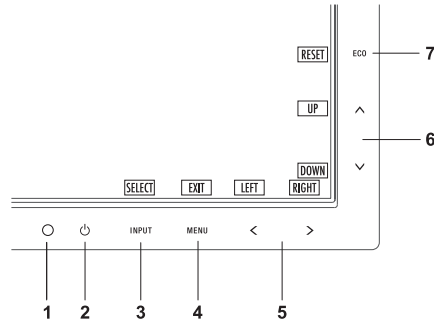 RESET
ECO
7
UP
6
DOWN
SELECT
EXIT
LEFT
RIGHT
INPUT
MENU
1
2
3
4
5